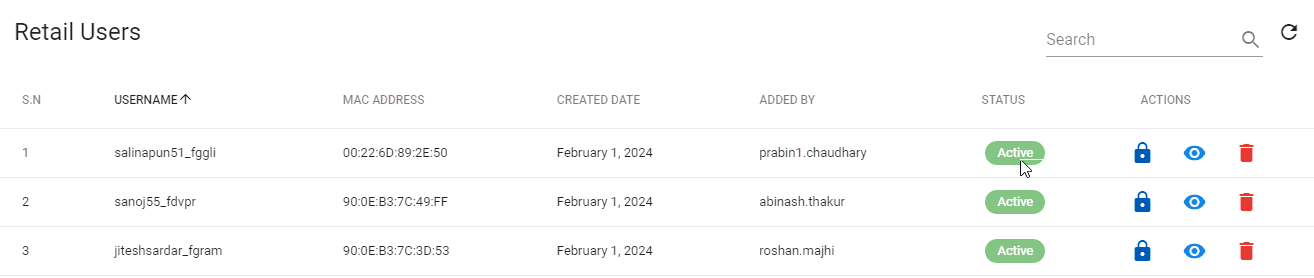 Retail Users
Search
S.N USERNAME MAC ADDRESS CREATED DATE ADDED BY STATUS ACTIONS
1 salinapun51_fggli 00:22:6D:89:2E:50 February 1, 2024 prabin1.chaudhary Active
2 sanoj55_fdvpr 90:0E:B3:7C:49:FF February 1, 2024 abinash.thakur Active
3 jiteshsardar_fgram 90:0E:B3:7C:3D:53 February 1, 2024 roshan.majhi Active